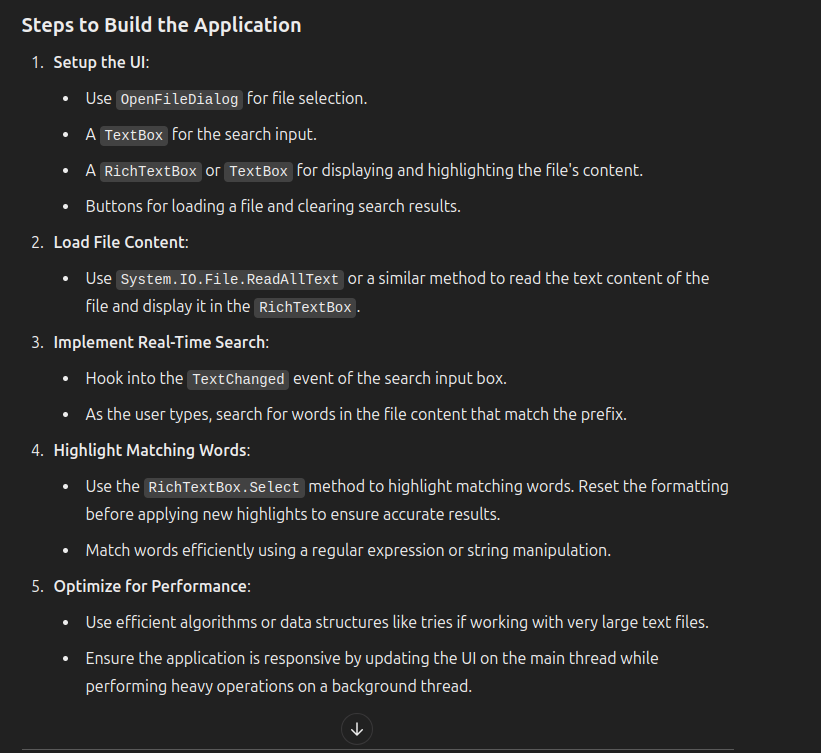 Steps to Build the Application
1. Setup the UI:
• Use OpenFileDialog for file selection.
• A TextBox for the search input.
• A RichTextBox or TextBox for displaying and highlighting the file's content.
• Buttons for loading a file and clearing search results.
2. Load File Content:
• Use System.IO.File.ReadAllText or a similar method to read the text content of the
file and display it in the RichTextBox.
3. Implement Real-Time Search:
• Hook into the TextChanged event of the search input box.
• As the user types, search for words in the file content that match the prefix.
4. Highlight Matching Words:
• Use the RichTextBox.Select method to highlight matching words. Reset the formatting
before applying new highlights to ensure accurate results.
• Match words efficiently using a regular expression or string manipulation.
5. Optimize for Performance:
• Use efficient algorithms or data structures like tries if working with very large text files.
• Ensure the application is responsive by updating the UI on the main thread while
performing heavy operations on a background thread.